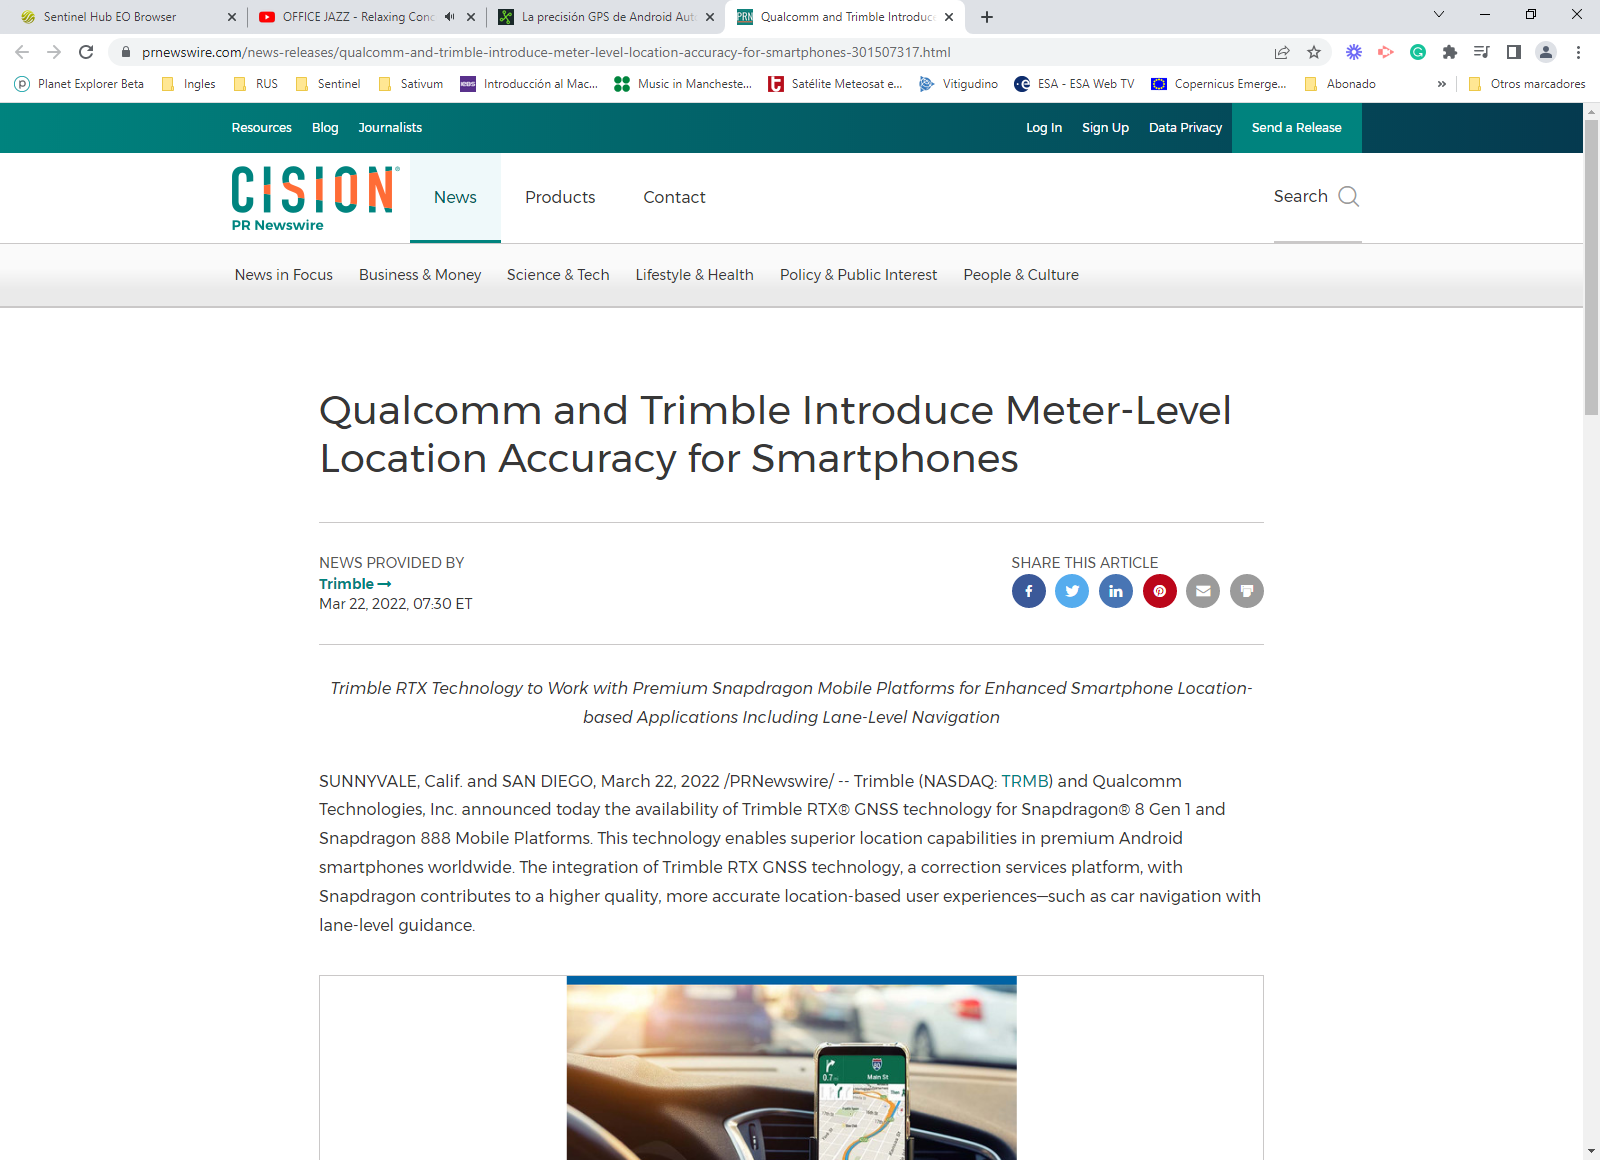 Sentinel Hub EO Browser
OFFICE JAZZ - Relaxing Conc
La precisión GPS de Android Aut
PRN Qualcomm and Trimble Introduce
prnewswire.com/news-releases/qualcomm-and-trimble-introduce-meter-level-location-accuracy-for-smartphones-301507317.html
Planet Explorer Beta Ingles RUS Sentinel Sativum Introducción al Mac... Music in Mancheste... Satélite Meteosat e... Vitigudino ESA - ESA Web TV Copernicus Emerge... Abonado » Otros marcadores
Resources Blog Journalists Log In Sign Up Data Privacy Send a Release
CISION®
PR Newswire
News Products Contact Search
News in Focus Business & Money Science & Tech Lifestyle & Health Policy & Public Interest People & Culture
Qualcomm and Trimble Introduce Meter-Level
Location Accuracy for Smartphones
NEWS PROVIDED BY
Trimble →
Mar 22, 2022, 07:30 ET
SHARE THIS ARTICLE
Trimble RTX Technology to Work with Premium Snapdragon Mobile Platforms for Enhanced Smartphone Location-
based Applications Including Lane-Level Navigation
SUNNYVALE, Calif. and SAN DIEGO, March 22, 2022 /PRNewswire/ -- Trimble (NASDAQ: TRMB) and Qualcomm
Technologies, Inc. announced today the availability of Trimble RTX® GNSS technology for Snapdragon® 8 Gen 1 and
Snapdragon 888 Mobile Platforms. This technology enables superior location capabilities in premium Android
smartphones worldwide. The integration of Trimble RTX GNSS technology, a correction services platform, with
Snapdragon contributes to a higher quality, more accurate location-based user experiences—such as car navigation with
lane-level guidance.
0.7
Main St